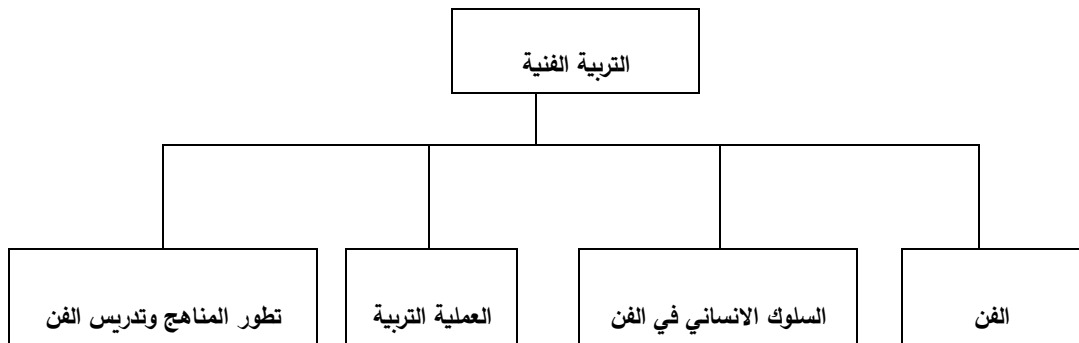 التربية الفنية
الفن
السلوك الانساني في الفن
العملية التربية
تطور المناهج وتدريس الفن